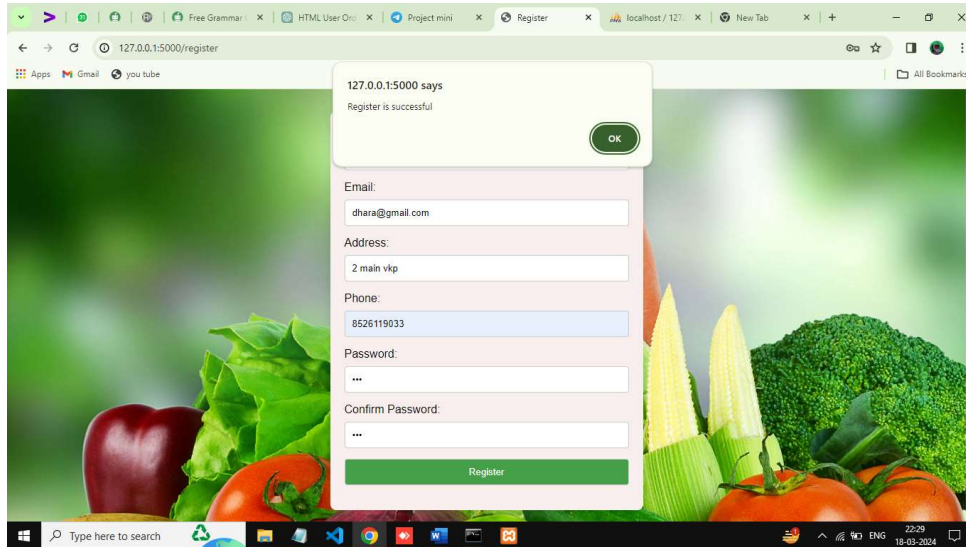 Free Grammar C
HTML User Ord
Project mini
Register
localhost / 127.
New Tab
127.0.0.1:5000/register
Apps
Gmail
you tube
All Bookmarks
127.0.0.1:5000 says
Register is successful
OK
Email:
dhara@gmail.com
Address:
2 main vkp
Phone:
8526119033
Password:
•••
Confirm Password:
•••
Register
Type here to search
ENG
22:29
18-03-2024